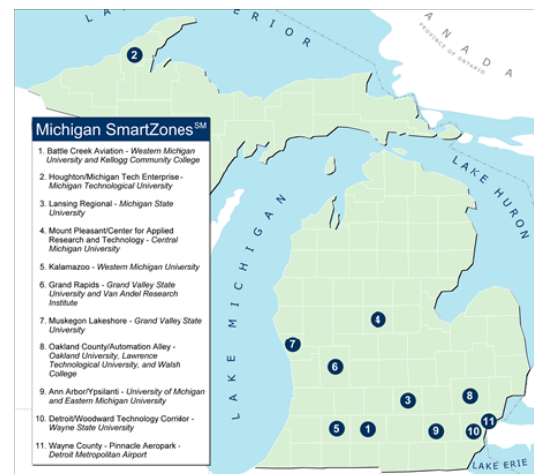 LAKE SUPERIOR
CANADA
PROVINCE OF ONTARIO
2
Michigan SmartZones℠
1. Battle Creek Aviation - Western Michigan
University and Kellogg Community College
2. Houghton/Michigan Tech Enterprise-
Michigan Technological University
3. Lansing Regional - Michigan State
University
4. Mount Pleasant/Center for Applied
Research and Technology - Central
Michigan University
5. Kalamazoo - Western Michigan University
6. Grand Rapids - Grand Valley State
University and Van Andel Research
Institute
7. Muskegon Lakeshore - Grand Valley State
University
8. Oakland County/Automation Alley -
Oakland University, Lawrence
Technological University, and Walsh
College
9. Ann Arbor/Ypsilanti - University of Michigan
and Eastern Michigan University
10. Detroit/Woodward Technology Corridor -
Wayne State University
11. Wayne County - Pinnacle Aeropark -
Detroit Metropolitan Airport
LAKE MICHIGAN
LAKE HURON
4
7
6
3
8
5
1
9
10
11
LAKE ERIE